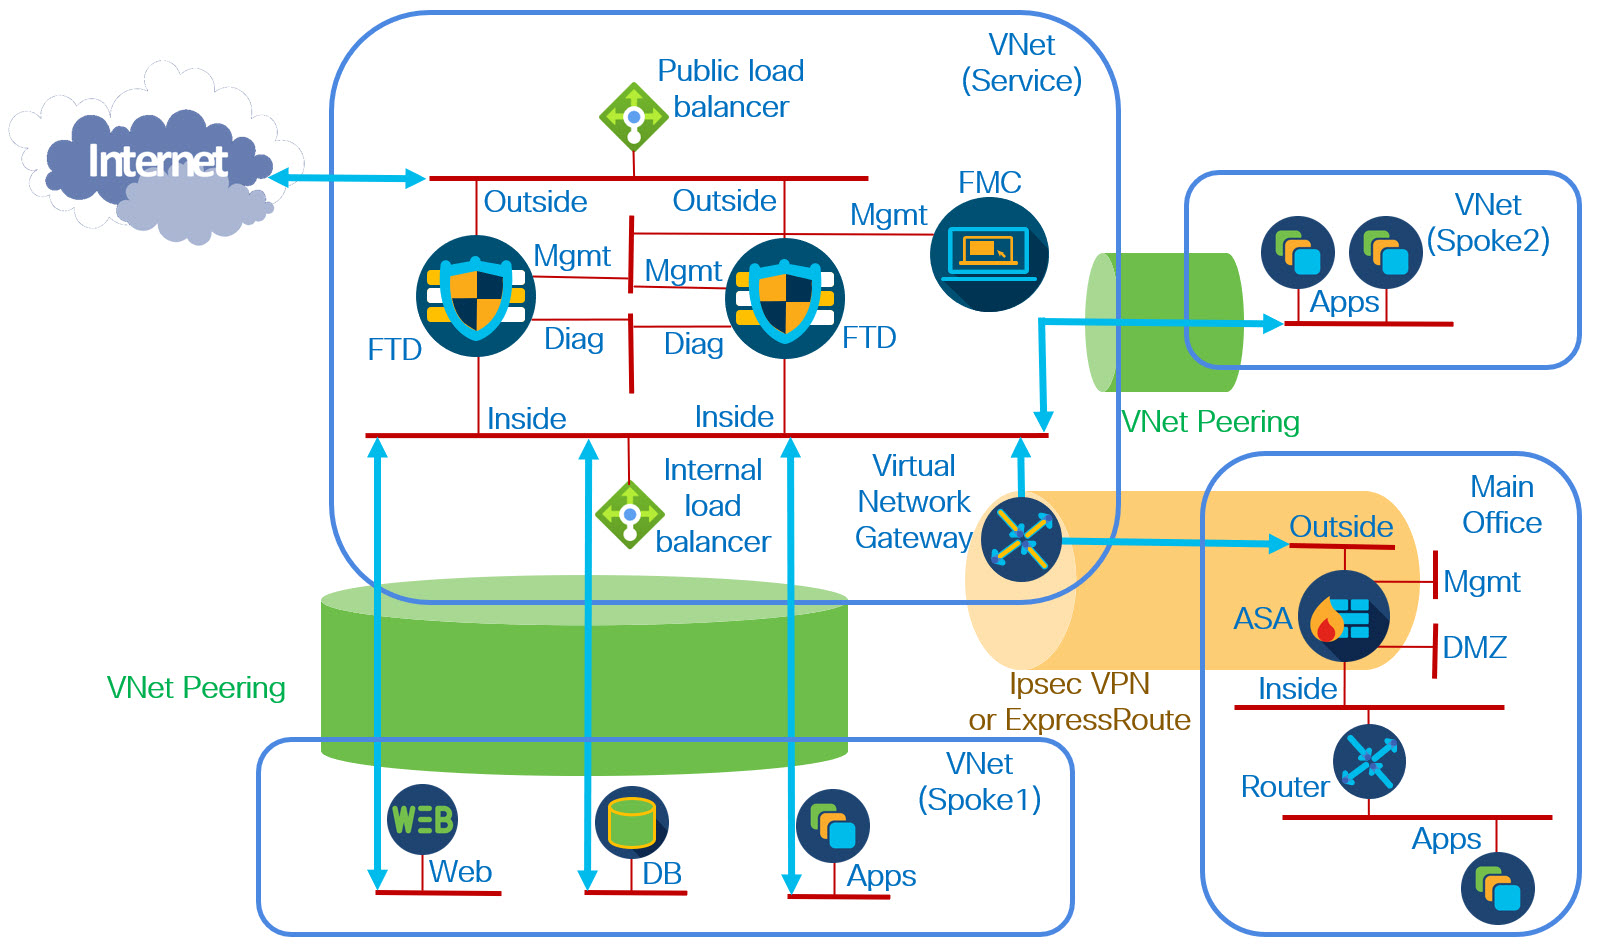 Internet
Public load
balancer
VNet
(Service)
Outside
Outside
Mgmt
FMC
Mgmt
Mgmt
Diag
Diag
FTD
FTD
Inside
Inside
Internal
load
balancer
Virtual
Network
Gateway
VNet
(Spoke2)
Apps
VNet Peering
Main
Office
Outside
Mgmt
ASA
DMZ
Inside
Ipsec VPN
or ExpressRoute
Router
Apps
VNet Peering
VNet
(Spoke1)
WEB
Web
DB
Apps